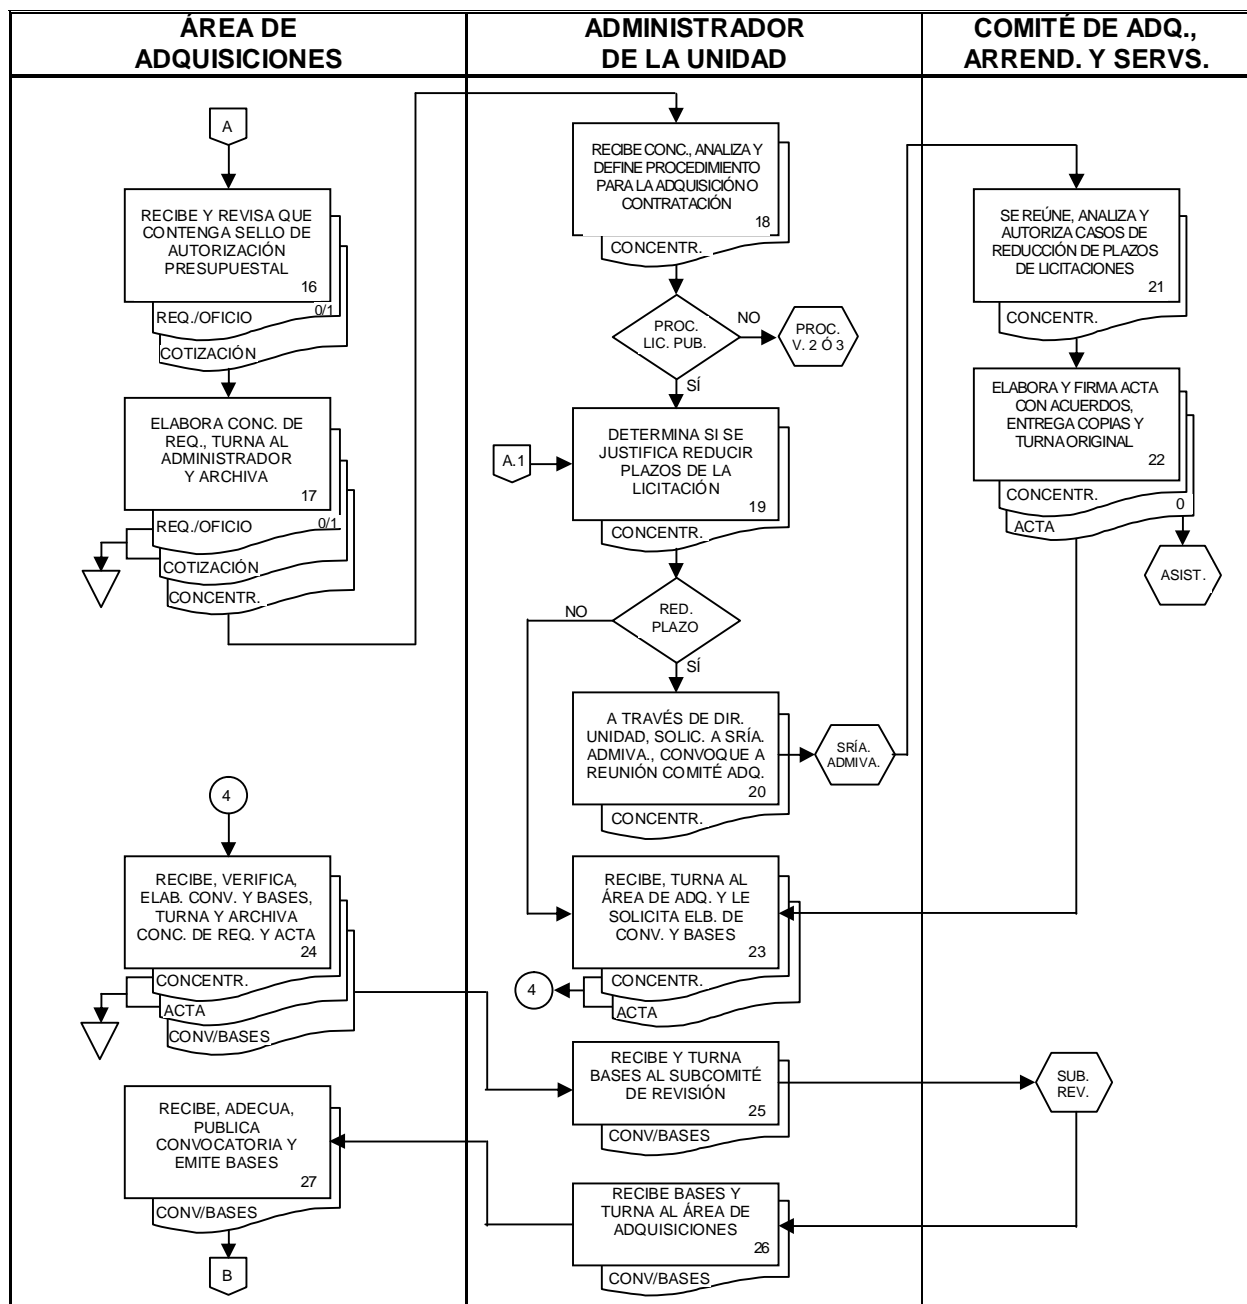 ÁREA DE
ADQUISICIONES
ADMINISTRADOR
DE LA UNIDAD
COMITÉ DE ADQ.,
ARREND. Y SERVS.
A
RECIBE Y REVISA QUE
CONTENGA SELLO DE
AUTORIZACIÓN
PRESUPUESTAL
16
REQ./OFICIO 0/1
COTIZACIÓN
ELABORA CONC. DE
REQ., TURNA AL
ADMINISTRADOR
Y ARCHIVA
17
REQ./OFICIO 0/1
COTIZACIÓN
CONCENTR.
RECIBE CONC., ANALIZA Y
DEFINE PROCEDIMIENTO
PARA LA ADQUISICIÓN O
CONTRATACIÓN
18
CONCENTR.
PROC.
LIC. PUB.
NO
PROC.
V. 2 Ó 3
SÍ
A.1
DETERMINA SI SE
JUSTIFICA REDUCIR
PLAZOS DE LA
LICITACIÓN
19
CONCENTR.
RED.
PLAZO
NO
SÍ
A TRAVÉS DE DIR.
UNIDAD, SOLIC. A SRÍA.
ADMIVA., CONVOQUE A
REUNIÓN COMITÉ ADQ.
20
CONCENTR.
SRÍA.
ADMIVA.
SE REÚNE, ANALIZA Y
AUTORIZA CASOS DE
REDUCCIÓN DE PLAZOS
DE LICITACIONES
21
CONCENTR.
ELABORA Y FIRMA ACTA
CON ACUERDOS,
ENTREGA COPIAS Y
TURNA ORIGINAL
22
CONCENTR.
0
ACTA
ASIST.
RECIBE, TURNA AL
ÁREA DE ADQ. Y LE
SOLICITA ELB. DE
CONV. Y BASES
23
CONCENTR.
ACTA
4
4
RECIBE, VERIFICA,
ELAB. CONV. Y BASES,
TURNA Y ARCHIVA
CONC. DE REQ. Y ACTA
24
CONCENTR.
ACTA
CONV/BASES
RECIBE Y TURNA
BASES AL SUBCOMITÉ
DE REVISIÓN
25
CONV/BASES
SUB.
REV.
RECIBE BASES Y
TURNA AL ÁREA DE
ADQUISICIONES
26
CONV/BASES
RECIBE, ADECUA,
PUBLICA
CONVOCATORIA Y
EMITE BASES
27
CONV/BASES
B